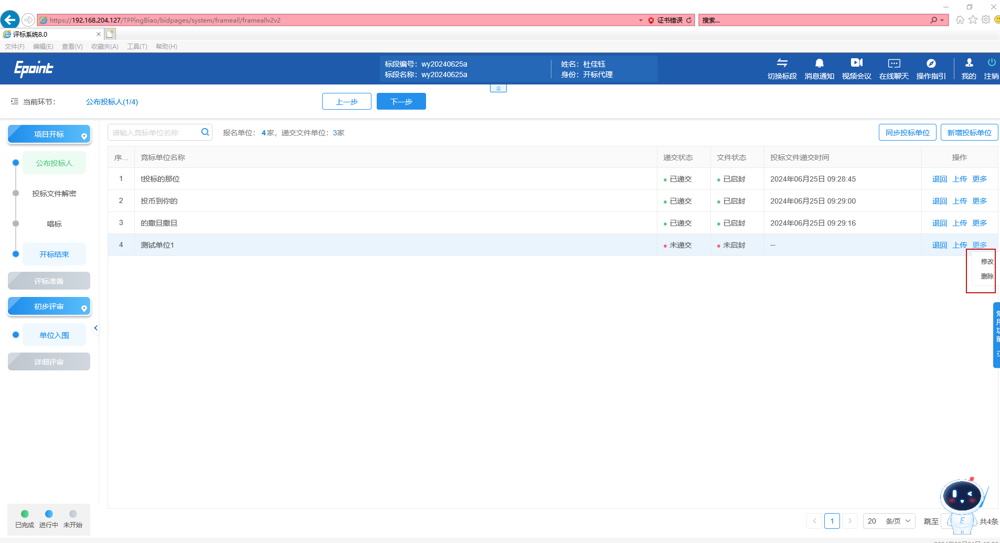 https://192.168.204.127/TPPingBiao/bidpages/system/frameall/frameallv2v2
证书错误
搜索...
评标系统8.0
文件(F) 编辑(E) 查看(V) 收藏夹(A) 工具(T) 帮助(H)
Epoint
标段编号：wy20240625a
标段名称：wy20240625a
姓名：杜佳钰
身份：开标代理
切换标段 消息通知 视频会议 在线聊天 操作指引 我的 注销
当前环节：
公布投标人(1/4)
上一步
下一步
项目开标
公布投标人
投标文件解密
唱标
开标结束
评标准备
初步评审
单位入围
详细评审
已完成 进行中 未开始
请输入竞标单位名称
报名单位：4家，递交文件单位：3家
同步投标单位
新增投标单位
序... 竞标单位名称 递交状态 文件状态 投标文件递交时间 操作
1 t投标的那位 已递交 已启封 2024年06月25日 09:28:45 退回 上传 更多
2 投币到你的 已递交 已启封 2024年06月25日 09:29:00 退回 上传 更多
3 的撒旦撒旦 已递交 已启封 2024年06月25日 09:29:16 退回 上传 更多
4 测试单位1 未递交 未启封 -- 退回 上传 更多
修改
删除
常用功能
E
1
20 条/页
跳至
共4条